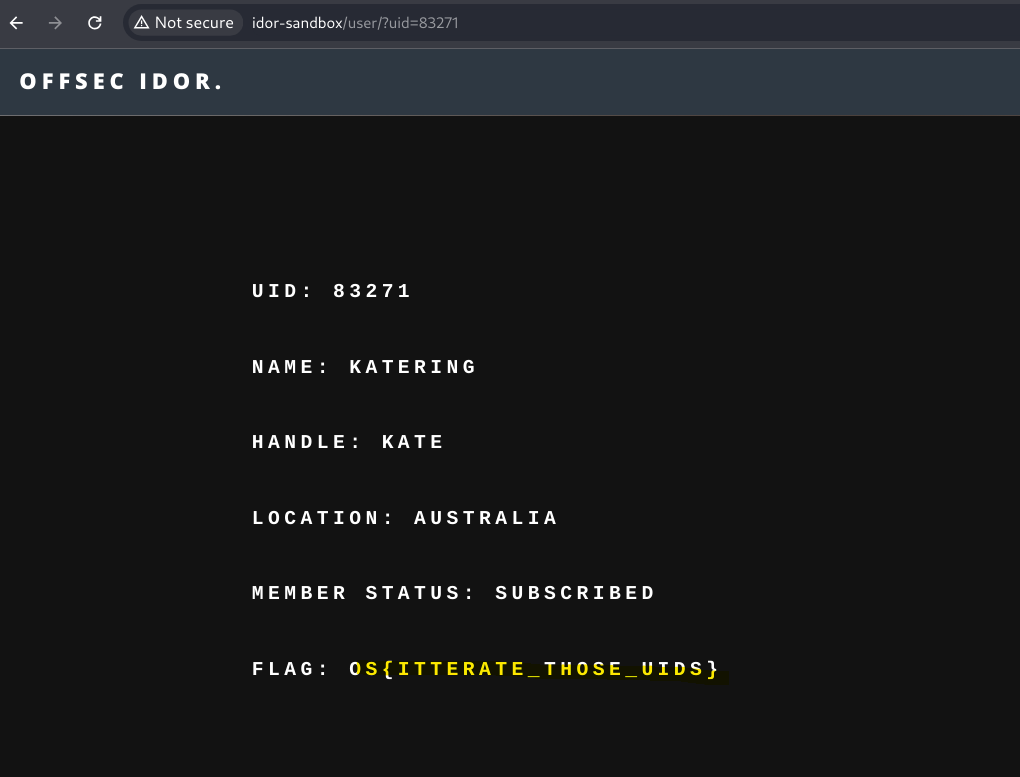 Not secure idor-sandbox/user/?uid=83271
OFFSEC IDOR.
UID: 83271
NAME: KATERING
HANDLE: KATE
LOCATION: AUSTRALIA
MEMBER STATUS: SUBSCRIBED
FLAG: OS{ITTERATE_THOSE_UIDS}